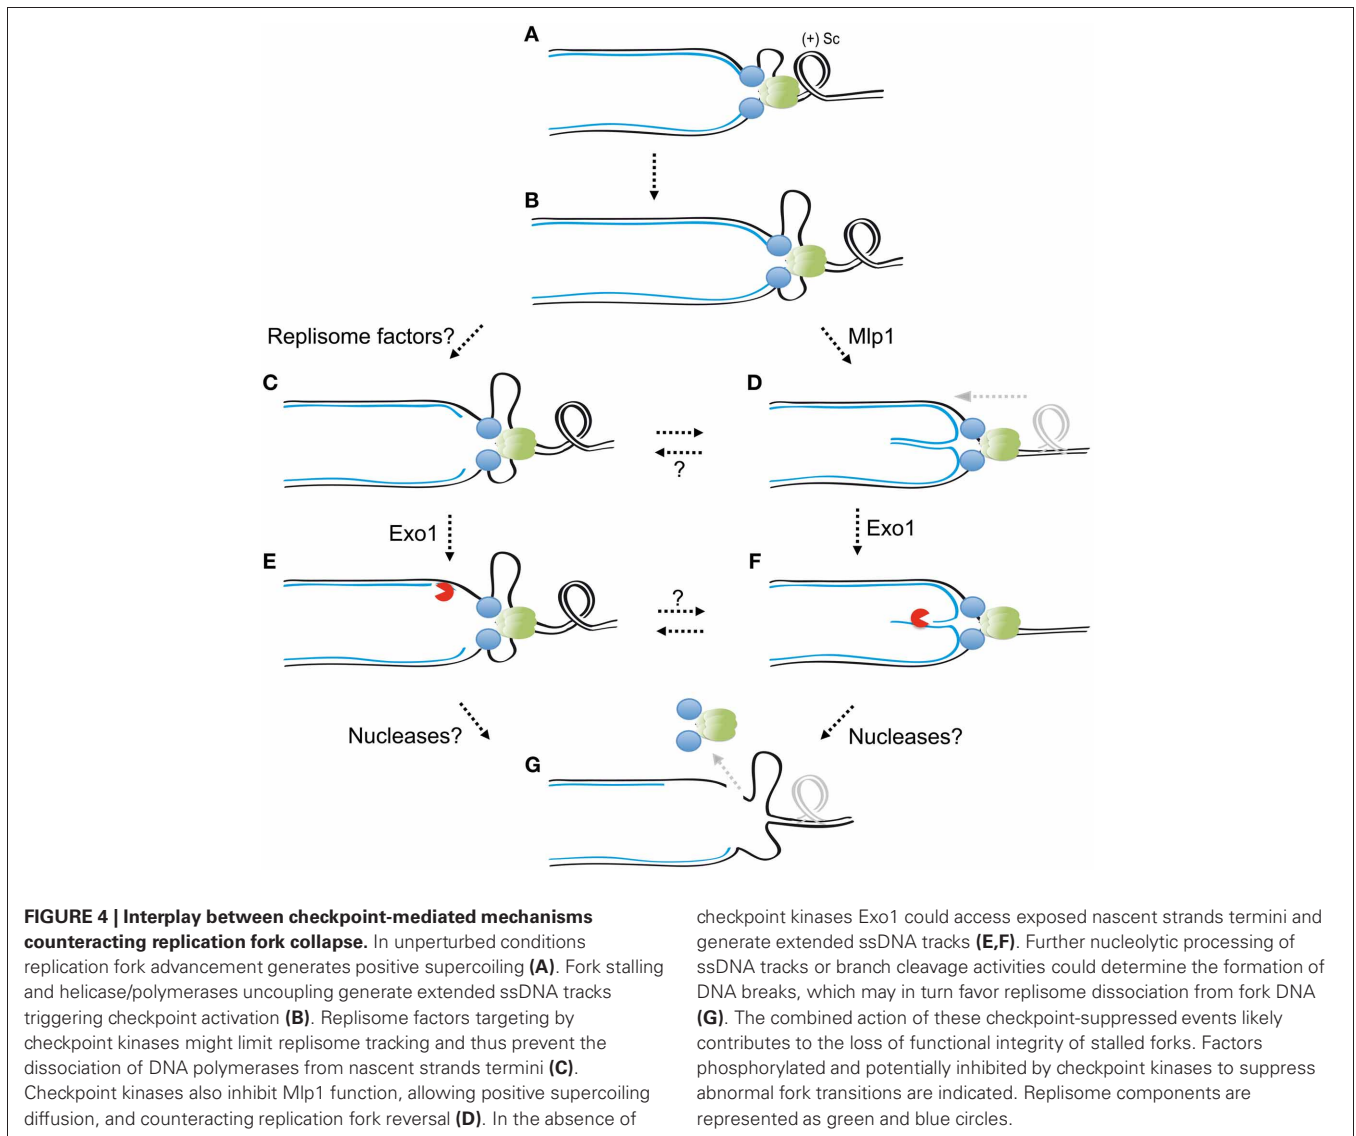 A
(+) Sc
B
Replisome factors?
Mlp1
C
D
?
Exo1
Exo1
E
F
?
Nucleases?
Nucleases?
G
FIGURE 4 | Interplay between checkpoint-mediated mechanisms
counteracting replication fork collapse. In unperturbed conditions
replication fork advancement generates positive supercoiling (A). Fork stalling
and helicase/polymerases uncoupling generate extended ssDNA tracks
triggering checkpoint activation (B). Replisome factors targeting by
checkpoint kinases might limit replisome tracking and thus prevent the
dissociation of DNA polymerases from nascent strands termini (C).
Checkpoint kinases also inhibit Mlp1 function, allowing positive supercoiling
diffusion, and counteracting replication fork reversal (D). In the absence of
checkpoint kinases Exo1 could access exposed nascent strands termini and
generate extended ssDNA tracks (E,F). Further nucleolytic processing of
ssDNA tracks or branch cleavage activities could determine the formation of
DNA breaks, which may in turn favor replisome dissociation from fork DNA
(G). The combined action of these checkpoint-suppressed events likely
contributes to the loss of functional integrity of stalled forks. Factors
phosphorylated and potentially inhibited by checkpoint kinases to suppress
abnormal fork transitions are indicated. Replisome components are
represented as green and blue circles.